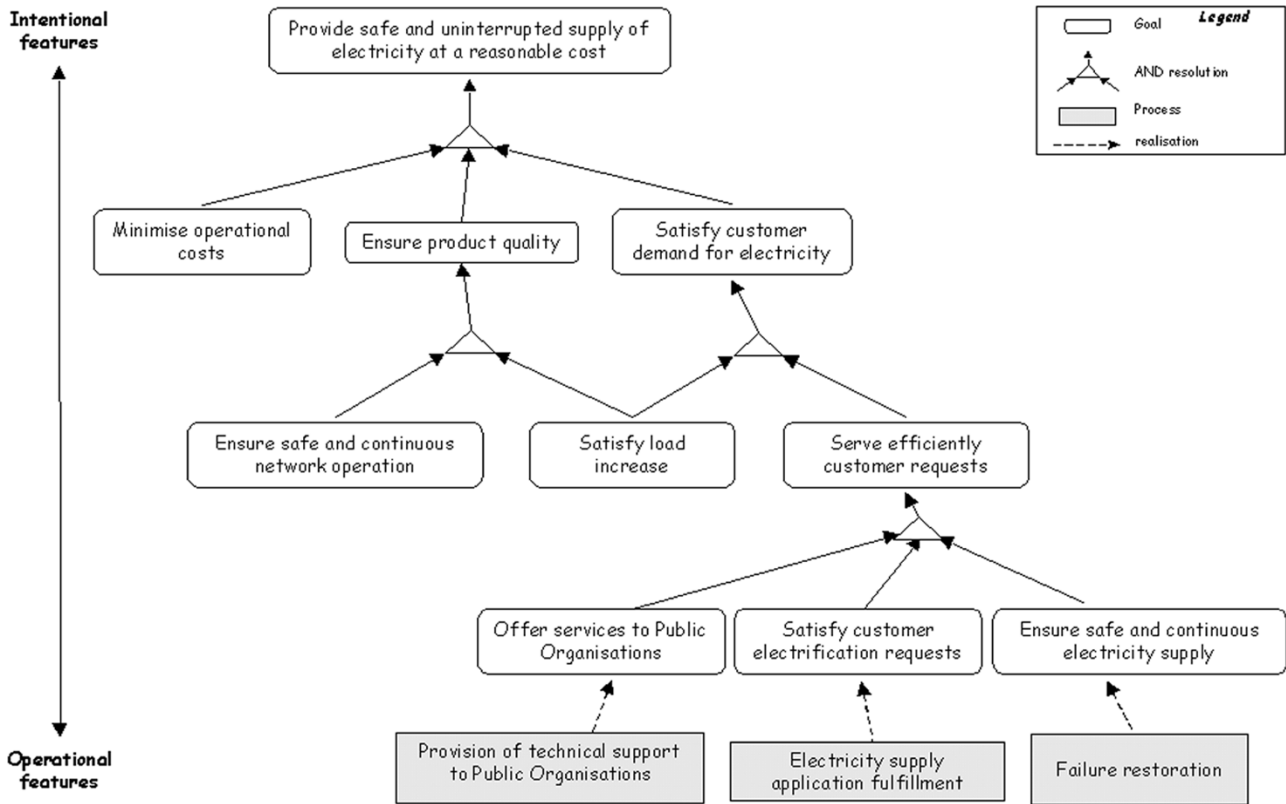 Intentional
features
Provide safe and uninterrupted supply of
electricity at a reasonable cost
Legend
Goal
AND resolution
Process
realisation
Minimise operational
costs
Ensure product quality
Satisfy customer
demand for electricity
Ensure safe and continuous
network operation
Satisfy load
increase
Serve efficiently
customer requests
Offer services to Public
Organisations
Satisfy customer
electrification requests
Ensure safe and continuous
electricity supply
Operational
features
Provision of technical support
to Public Organisations
Electricity supply
application fulfillment
Failure restoration